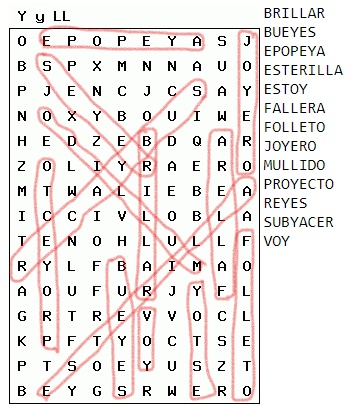 Y y LL
O E P O P E Y A S J
B S P X M N N A U O
P J E N C J C S A Y
N O X Y B O U I W E
H E D Z E B D Q A R
Z O L I Y R A E R O
M T W A L I E B E A
I C C I V L O B L A
T E N O H L U L L F
R Y L F B A I M A O
A O U F U R J Y F L
G R T R E V V O C L
K P F T Y O C T S E
P T S O E Y U S Z T
B E Y G S R W E R O
BRILLAR
BUEYES
EPOPEYA
ESTERILLA
ESTOY
FALLERA
FOLLETO
JOYERO
MULLIDO
PROYECTO
REYES
SUBYACER
VOY